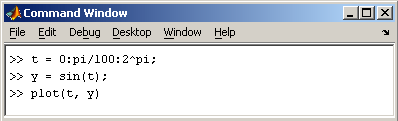 Command Window
File Edit Debug Desktop Window Help
>> t = 0:pi/100:2^pi;
>> y = sin(t);
>> plot(t, y)